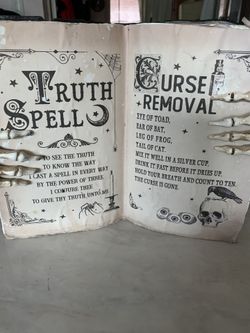 TRUTH
SPELL
TO SEE THE TRUTH
TO KNOW THE WAY
I CAST A SPELL IN EVERY WAY
BY THE POWER OF THREE
I CONJURE THEE
TO GIVE THY TRUTH UNTO ME
CURSE
REMOVAL
EYE OF TOAD,
EAR OF BAT,
LEG OF FROG,
TAIL OF CAT.
MIX IT WELL IN A SILVER CUP.
DRINK IT FAST BEFORE IT DRIES UP.
HOLD YOUR BREATH AND COUNT TO TEN.
THE CURSE IS GONE.